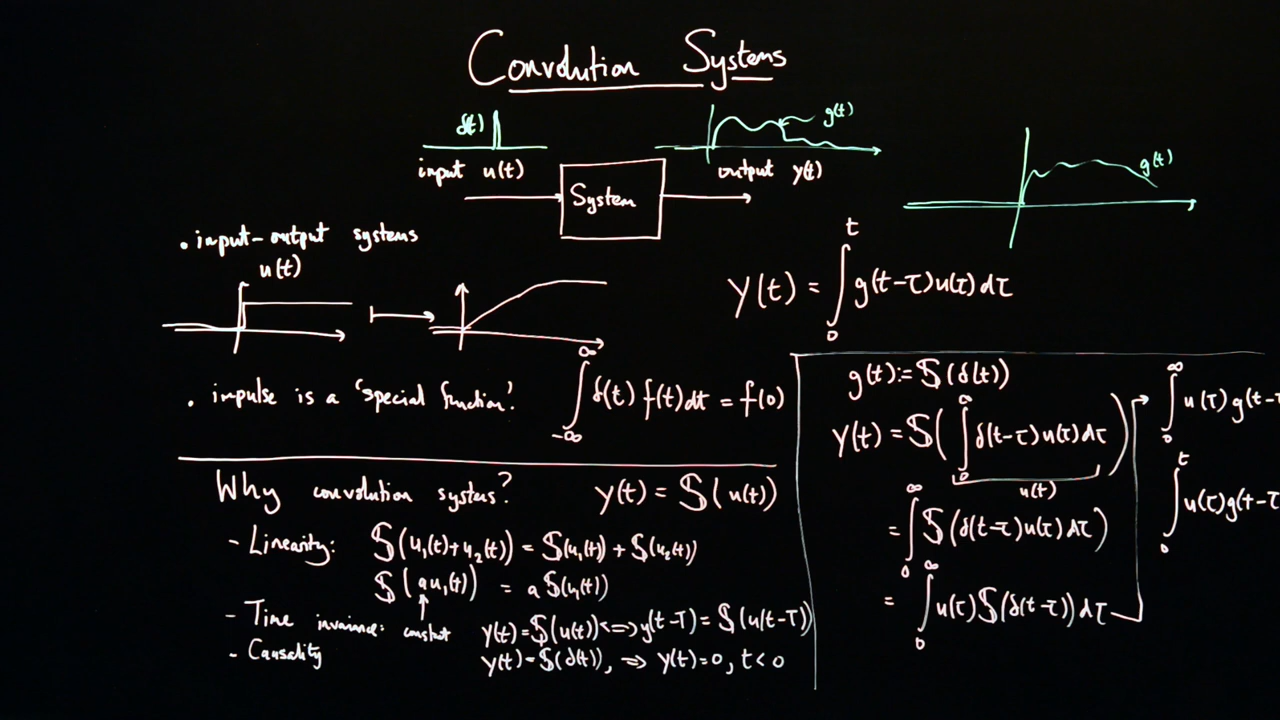 Convolution Systems
δ(t)
g(t)
input u(t)
output y(t)
System
g(t)
. input-output systems
u(t)
y(t) = ∫₀ᵗ g(t-τ)u(τ)dτ
. impulse is a 'special function'. ∫₋∞^∞ δ(t) f(t)dt = f(0)
Why convolution systems? y(t) = 𝕊(u(t))
- Linearity: 𝕊(u₁(t)+u₂(t)) = 𝕊(u₁(t)) + 𝕊(u₂(t))
𝕊(au₁(t)) = a𝕊(u₁(t))
- Time invariance: constant y(t)=𝕊(u(t)) <=> y(t-T) = 𝕊(u(t-T))
- Causality y(t)=𝕊(δ(t)), => y(t)=0, t<0
g(t):= 𝕊(δ(t))
y(t) = 𝕊(∫₀^∞ δ(t-τ)u(τ)dτ)
u(t)
= ∫₀^∞ 𝕊(δ(t-τ)u(τ)dτ)
= ∫₀^∞ u(τ)𝕊(δ(t-τ))dτ
∫₀^∞ u(τ)g(t-τ
∫₀ᵗ u(τ)g(t-τ